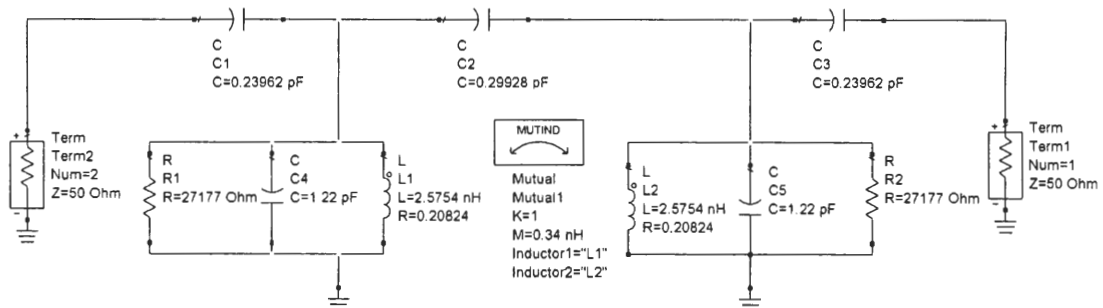 C
C1
C=0.23962 pF
C
C2
C=0.29928 pF
C
C3
C=0.23962 pF
+
Term
Term2
Num=2
Z=50 Ohm
-
R
R1
R=27177 Ohm
C
C4
C=1.22 pF
L
L1
L=2.5754 nH
R=0.20824
MUTIND
Mutual
Mutual1
K=1
M=0.34 nH
Inductor1="L1"
Inductor2="L2"
L
L2
L=2.5754 nH
R=0.20824
C
C5
C=1.22 pF
R
R2
R=27177 Ohm
+
Term
Term1
Num=1
Z=50 Ohm
-